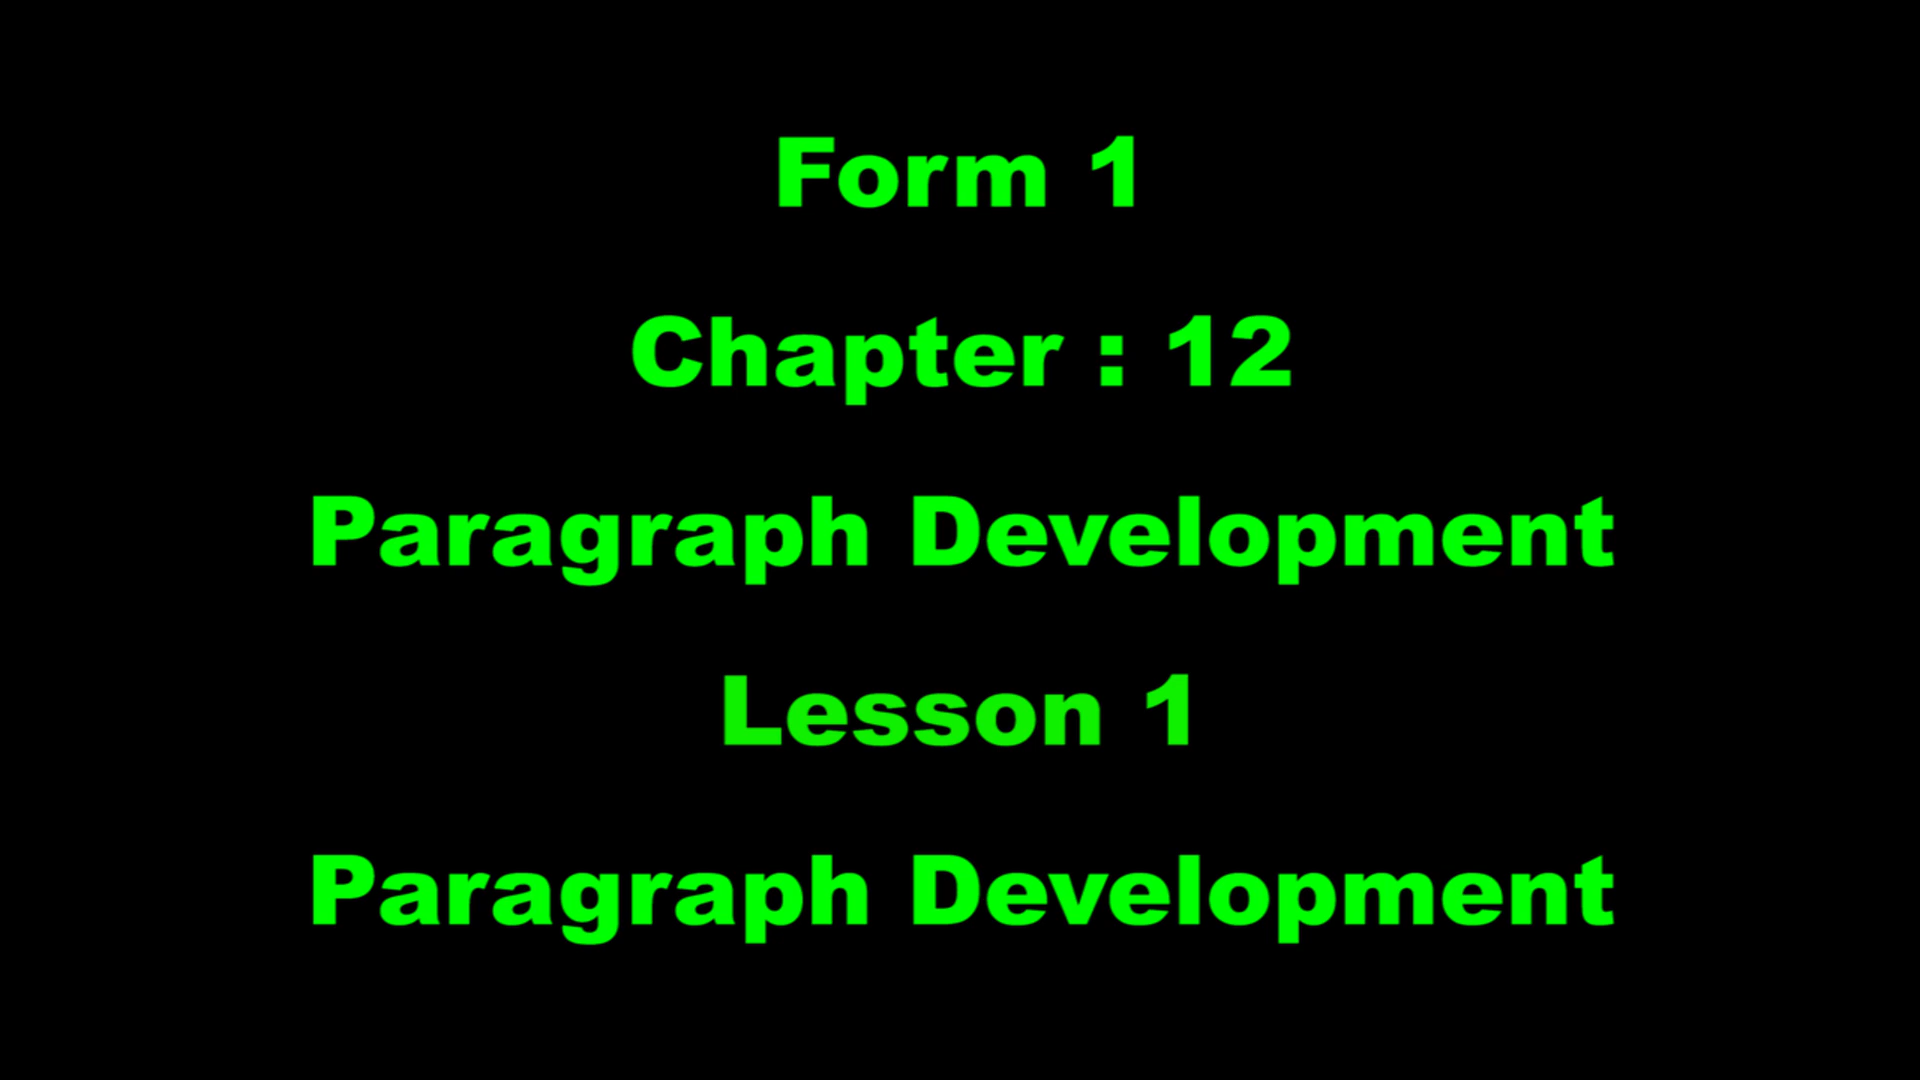 Form 1
Chapter : 12
Paragraph Development
Lesson 1
Paragraph Development